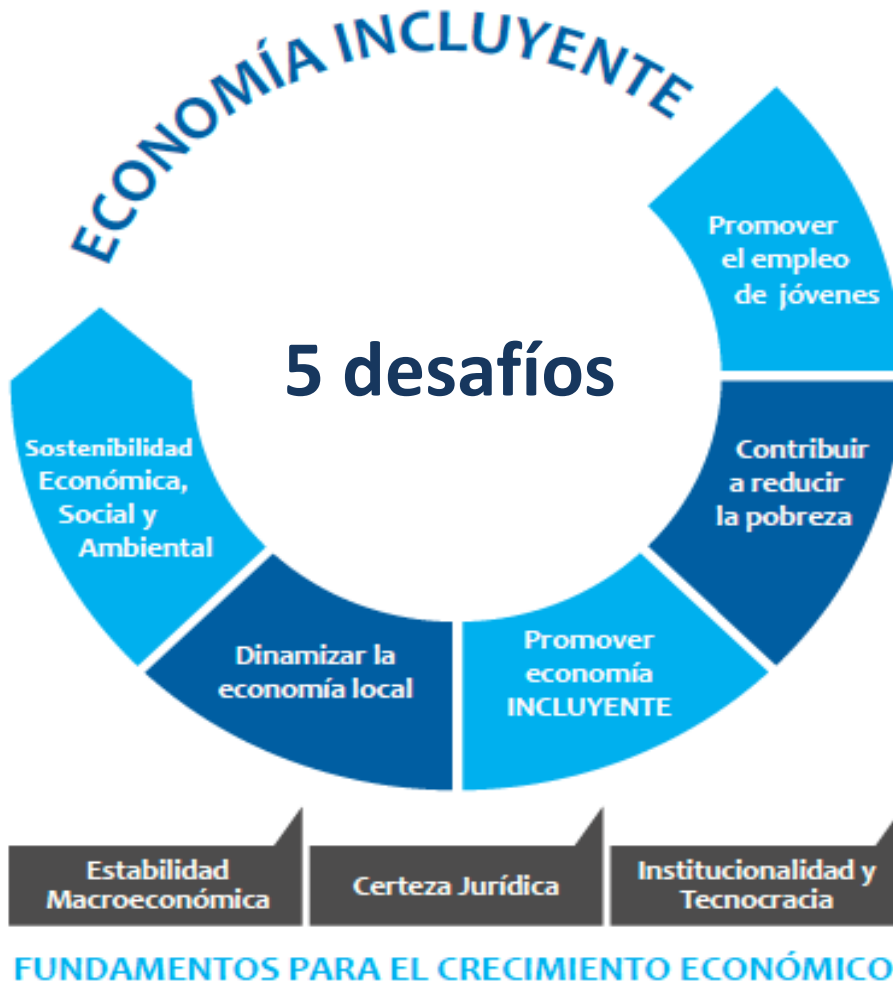 ECONOMÍA INCLUYENTE
5 desafíos
Promover
el empleo
de jóvenes
Contribuir
a reducir
la pobreza
Promover
economía
INCLUYENTE
Dinamizar la
economía local
Sostenibilidad
Económica,
Social y
Ambiental
Estabilidad
Macroeconómica
Certeza Jurídica
Institucionalidad y
Tecnocracia
FUNDAMENTOS PARA EL CRECIMIENTO ECONÓMICO